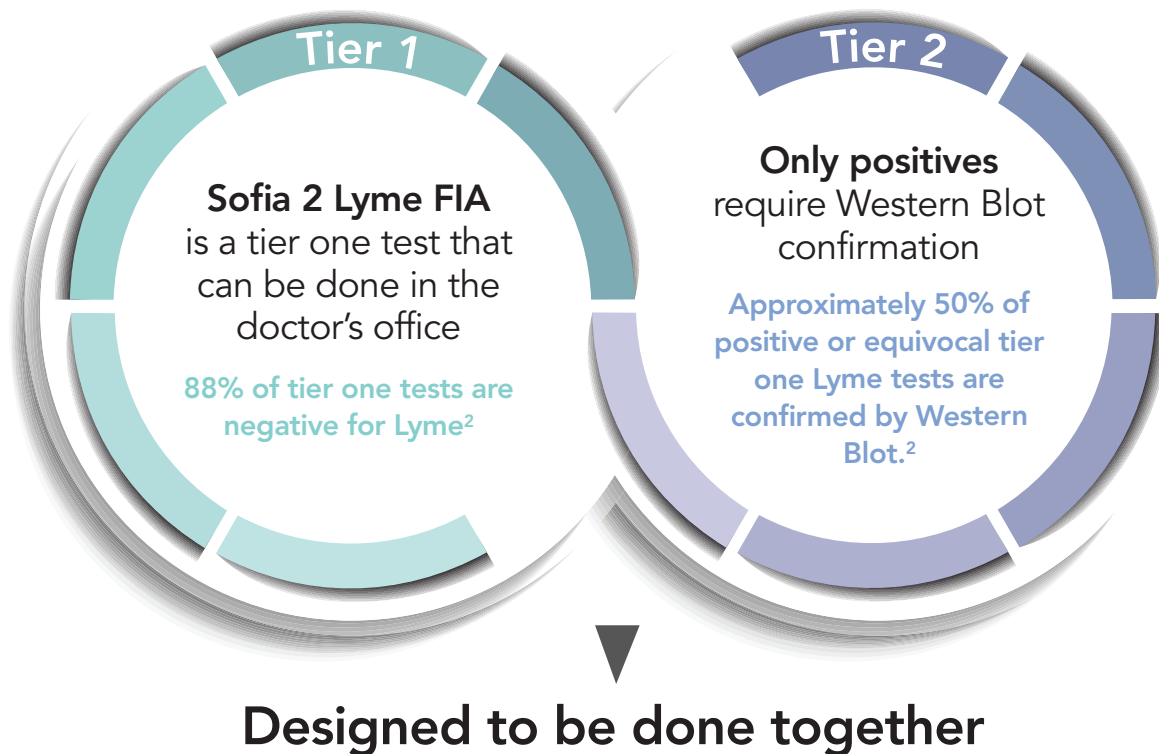 Tier 1
Sofia 2 Lyme FIA
is a tier one test that
can be done in the
doctor’s office
88% of tier one tests are
negative for Lyme²
Tier 2
Only positives
require Western Blot
confirmation
Approximately 50% of
positive or equivocal tier
one Lyme tests are
confirmed by Western
Blot.²
Designed to be done together